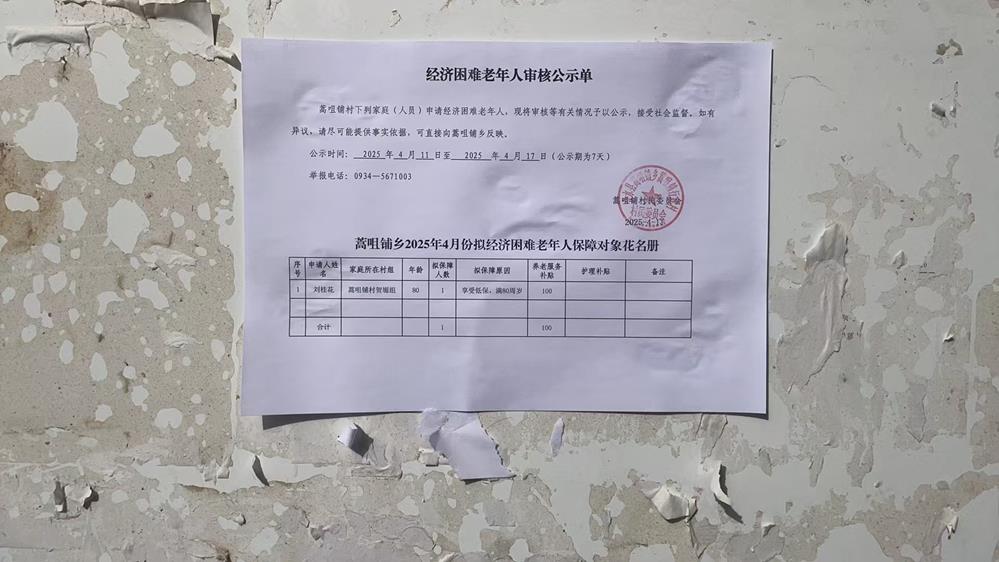 经济困难老年人审核公示单
蒿咀铺村下列家庭（人员）申请经济困难老年人，现将审核等有关情况予以公示，接受社会监督。如有
异议，请尽可能提供事实依据，可直接向蒿咀铺乡反映。
公示时间： 2025 年 4 月 11 日至 2025 年 4 月 17 日（公示期为7天）
举报电话：0934—5671003
蒿咀铺村村民委员会
村民委员会
蒿咀铺乡2025年4月份拟经济困难老年人保障对象花名册
序号 申请人姓名 家庭所在村组 年龄 拟保障人数 拟保障原因 养老服务补贴 护理补贴 备注
1 刘桂花 蒿咀铺村贺堀组 80 1 享受低保、满80周岁 100
合计 1 100